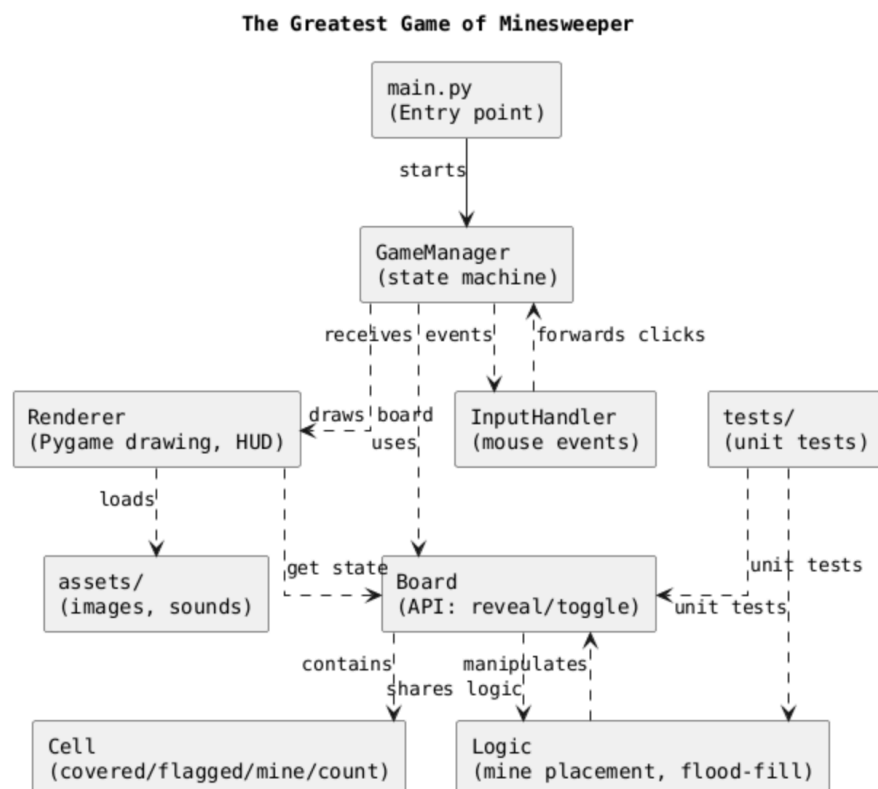 The Greatest Game of Minesweeper
main.py
(Entry point)
starts
GameManager
(state machine)
receives events
forwards clicks
Renderer
(Pygame drawing, HUD)
draws board
uses
InputHandler
(mouse events)
tests/
(unit tests)
loads
assets/
(images, sounds)
get state
Board
(API: reveal/toggle)
unit tests
unit tests
contains
manipulates
shares logic
Cell
(covered/flagged/mine/count)
Logic
(mine placement, flood-fill)